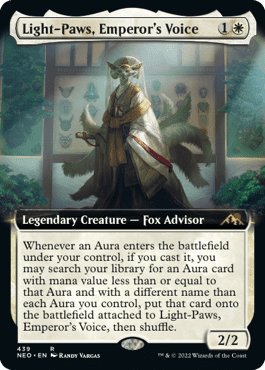 Light-Paws, Emperor's Voice 1
Legendary Creature — Fox Advisor
Whenever an Aura enters the battlefield
under your control, if you cast it, you
may search your library for an Aura card
with mana value less than or equal to
that Aura and with a different name than
each Aura you control, put that card onto
the battlefield attached to Light-Paws,
Emperor's Voice, then shuffle.
2/2
439 R
NEO • EN RANDY VARGAS ™ & © 2022 Wizards of the Coast